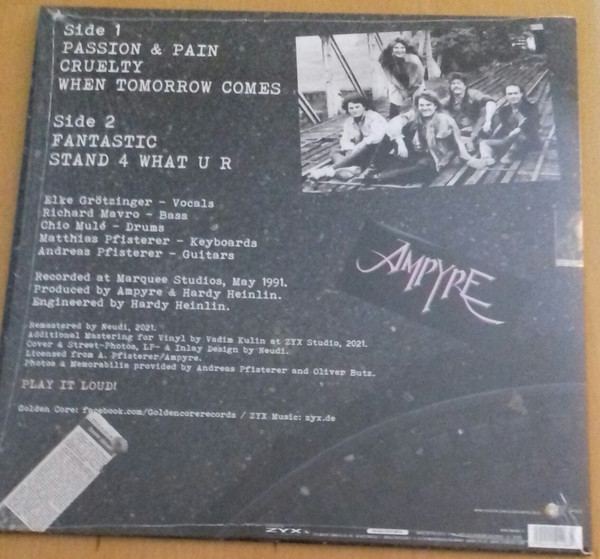 Side 1
PASSION & PAIN
CRUELTY
WHEN TOMORROW COMES
Side 2
FANTASTIC
STAND 4 WHAT U R
Elke Grötzinger - Vocals
Richard Mavro - Bass
Chio Mulé - Drums
Matthias Pfisterer - Keyboards
Andreas Pfisterer - Guitars
AMPYRE
Recorded at Marquee Studios, May 1991.
Produced by Ampyre & Hardy Heinlin.
Engineered by Hardy Heinlin.
Remastered by Neudi, 2021.
Additional Mastering for Vinyl by Vadim Kulin at ZYX Studio, 2021.
Cover & Street-Photos, LP- & Inlay Design by Neudi.
Licensed from A. Pfisterer/Ampyre.
Photos & Memorabilia provided by Andreas Pfisterer and Oliver Butz.
PLAY IT LOUD!
Golden Core: facebook.com/Goldencorerecords / ZYX Music: zyx.de
ZYX